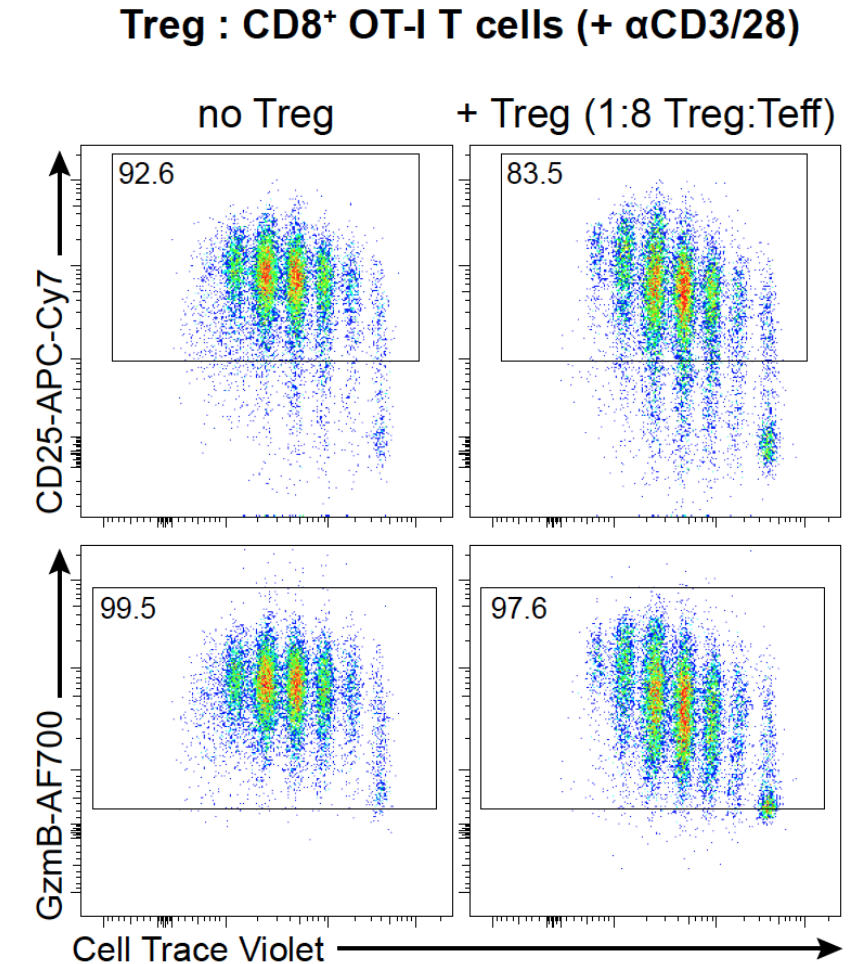 Treg : CD8⁺ OT-I T cells (+ αCD3/28)
no Treg
+ Treg (1:8 Treg:Teff)
CD25-APC-Cy7
92.6
83.5
GzmB-AF700
99.5
97.6
Cell Trace Violet